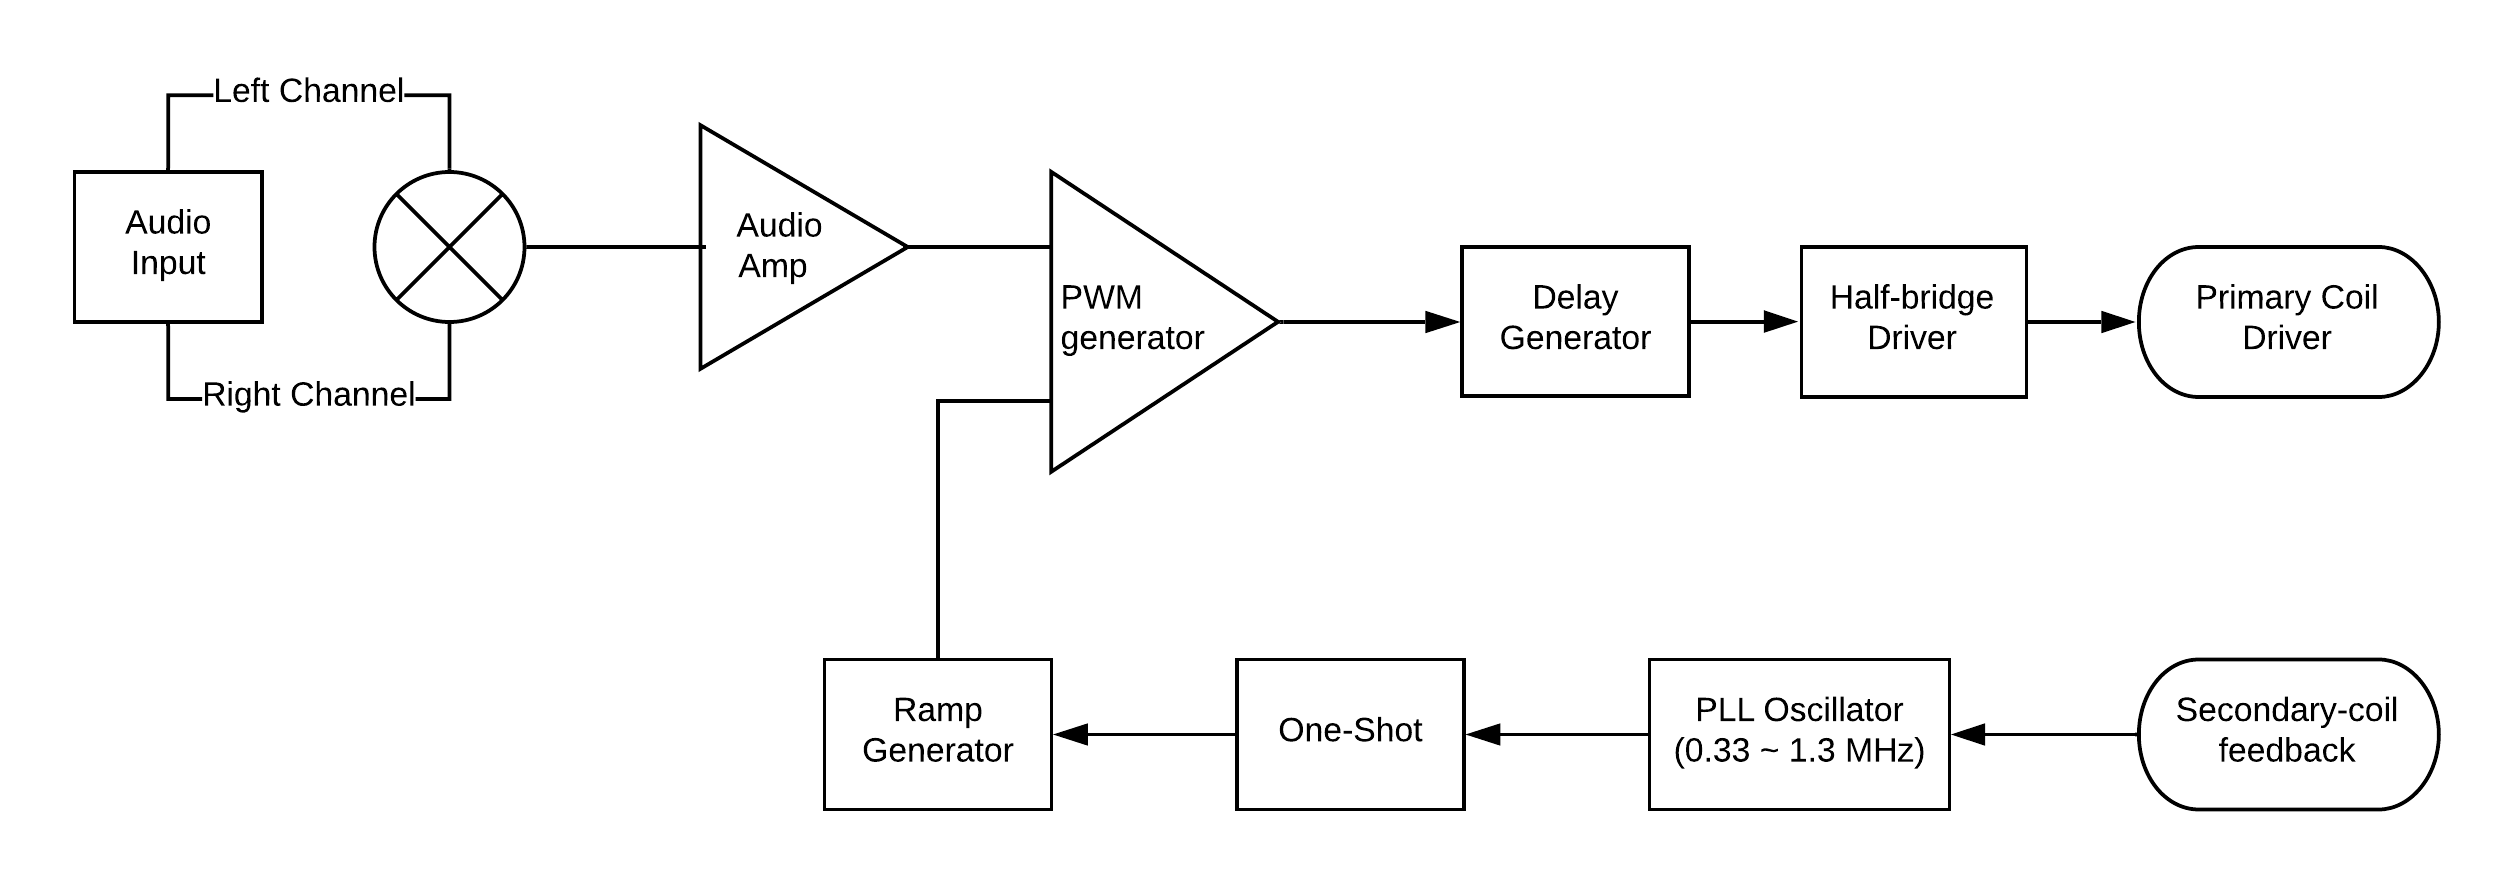 Left Channel
Audio
Input
Right Channel
Audio
Amp
PWM
generator
Delay
Generator
Half-bridge
Driver
Primary Coil
Driver
Ramp
Generator
One-Shot
PLL Oscillator
(0.33 ~ 1.3 MHz)
Secondary-coil
feedback